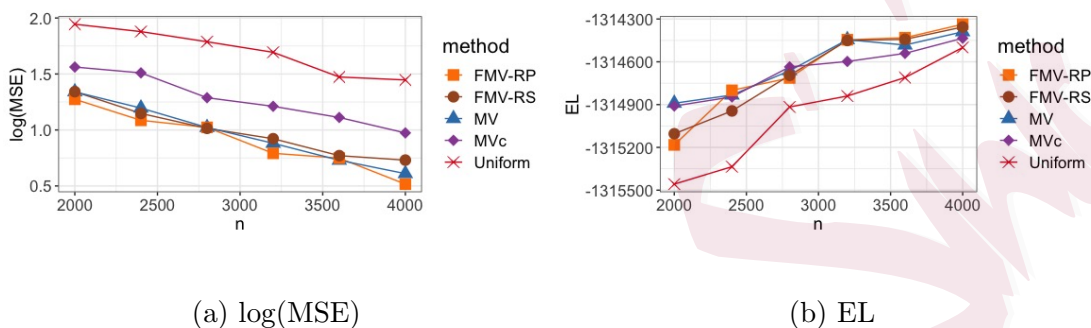 2.0
1.5
1.0
0.5
log(MSE)
2000 2500 3000 3500 4000
n
method
FMV-RP
FMV-RS
MV
MVc
Uniform
-1314300
-1314600
-1314900
-1315200
-1315500
EL
2000 2500 3000 3500 4000
n
method
FMV-RP
FMV-RS
MV
MVc
Uniform
(a) log(MSE)
(b) EL